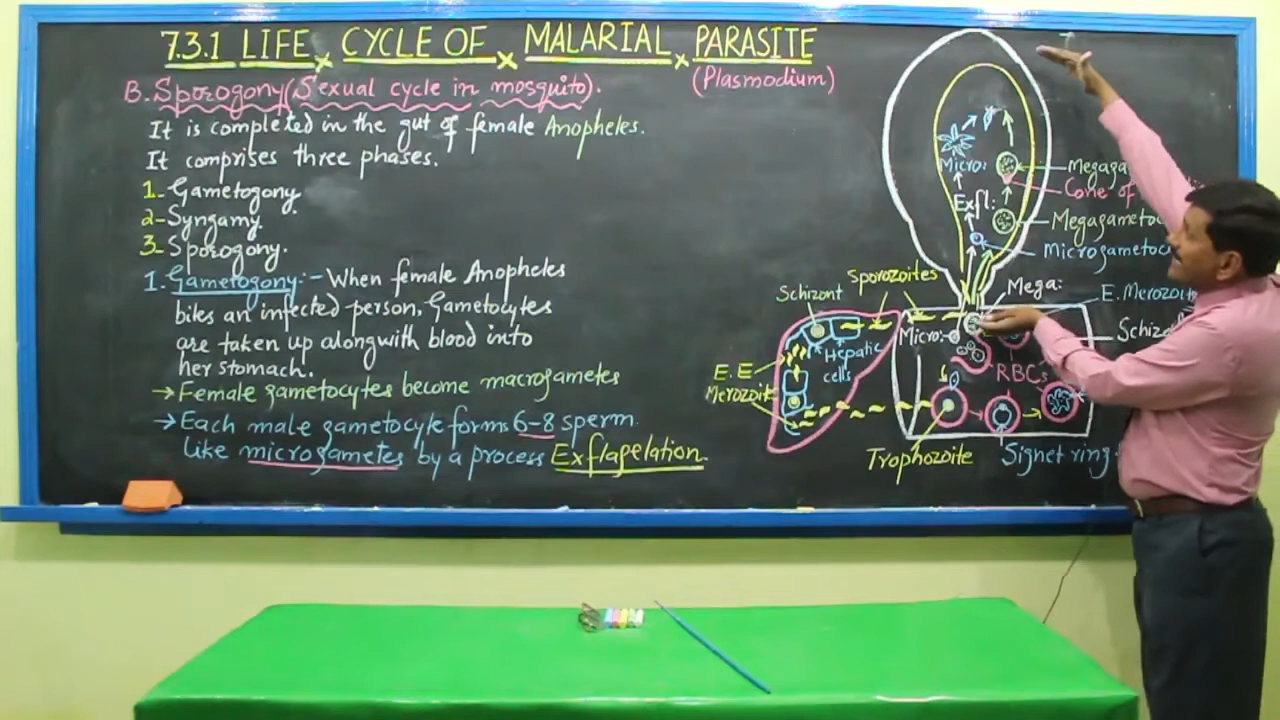 7.3.1 LIFE CYCLE OF MALARIAL PARASITE
(Plasmodium)
B. Sporogony (Sexual cycle in mosquito).
It is completed in the gut of female Anopheles.
It comprises three phases.
1- Gametogony
2- Syngamy.
3- Sporogony.
1. Gametogony:- When female Anopheles
bites an infected person, Gametocytes
are taken up alongwith blood into
her stomach.
→ Female gametocytes become macrogametes
→ Each male gametocyte forms 6-8 sperm
like microgametes by a process Exflagelation.
Micro:
Cone of
Exfl:
Sporozoites
Mega:
E. Merozoit
Schizont
Micro:
Hepatic
cells
E.E
Merozoite
RBCs
Trophozoite
Signet ring